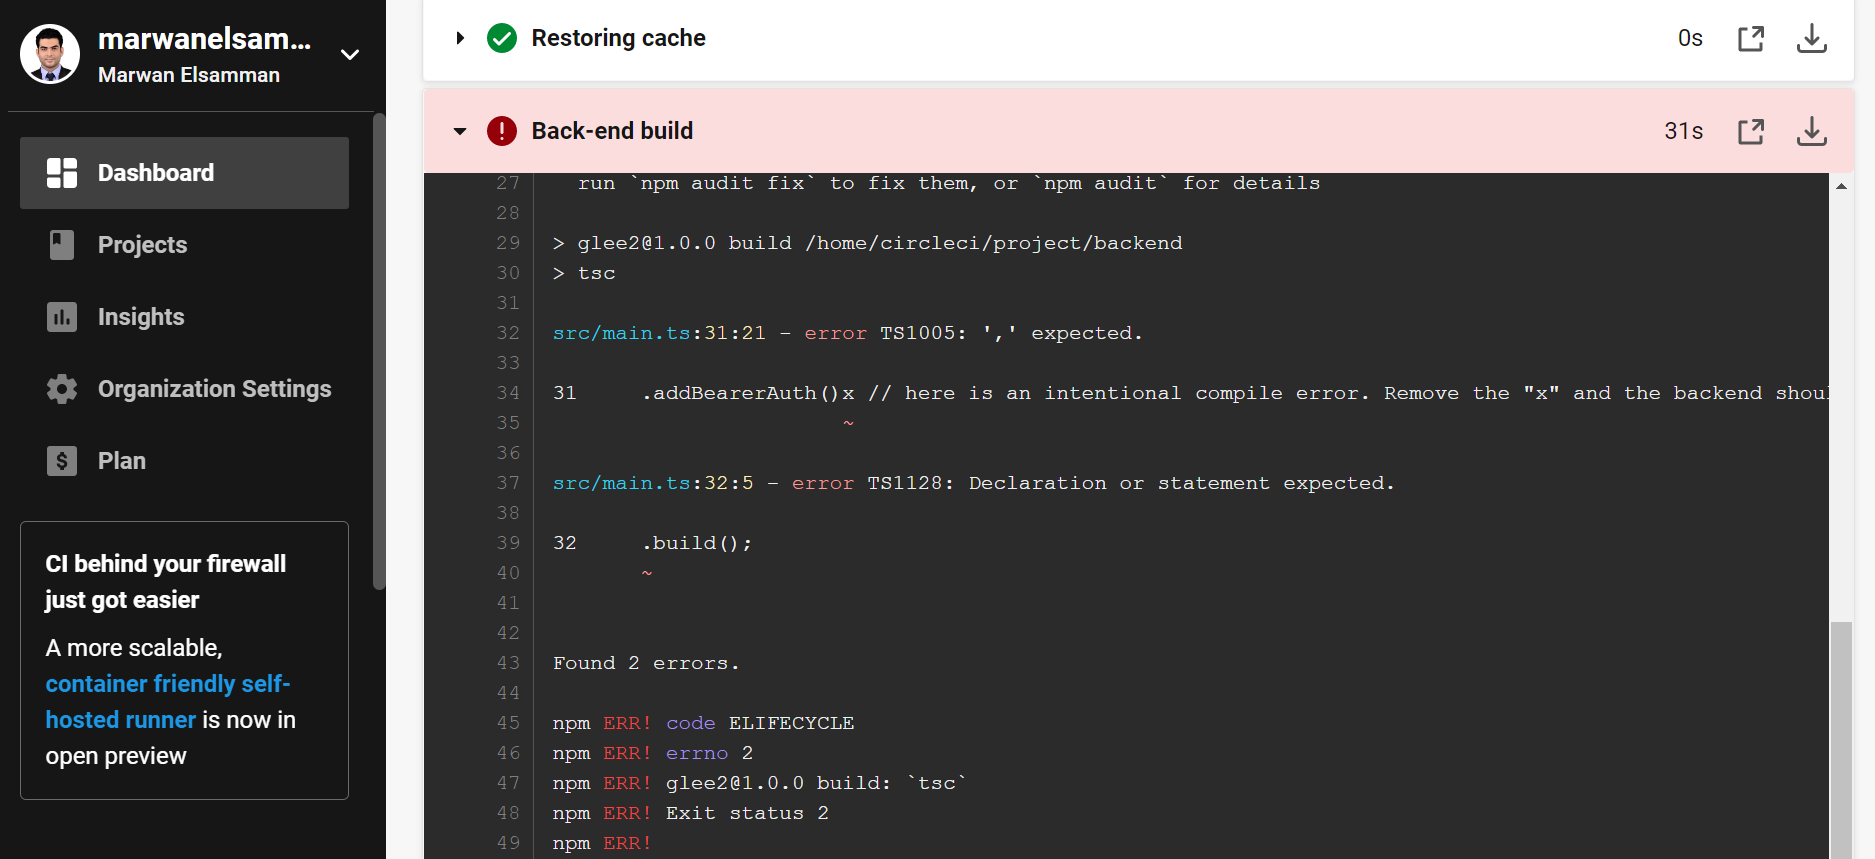 marwanelsam...
Marwan Elsamman
Dashboard
Projects
Insights
Organization Settings
Plan
CI behind your firewall
just got easier
A more scalable,
container friendly self-
hosted runner is now in
open preview
Restoring cache
0s
Back-end build
31s
27 run `npm audit fix` to fix them, or `npm audit` for details
28
29 > glee2@1.0.0 build /home/circleci/project/backend
30 > tsc
31
32 src/main.ts:31:21 - error TS1005: ',' expected.
33
34 31 .addBearerAuth()x // here is an intentional compile error. Remove the "x" and the backend shoul
35 ~
36
37 src/main.ts:32:5 - error TS1128: Declaration or statement expected.
38
39 32 .build();
40 ~
41
42
43 Found 2 errors.
44
45 npm ERR! code ELIFECYCLE
46 npm ERR! errno 2
47 npm ERR! glee2@1.0.0 build: `tsc`
48 npm ERR! Exit status 2
49 npm ERR!